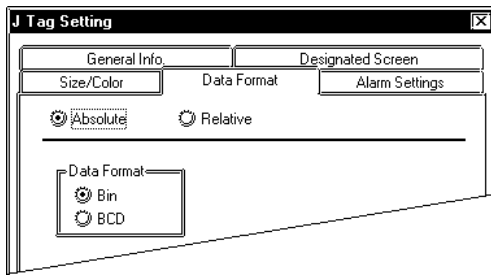 J Tag Setting
General Info. Designated Screen
Size/Color Data Format Alarm Settings
Absolute Relative
Data Format
Bin
BCD